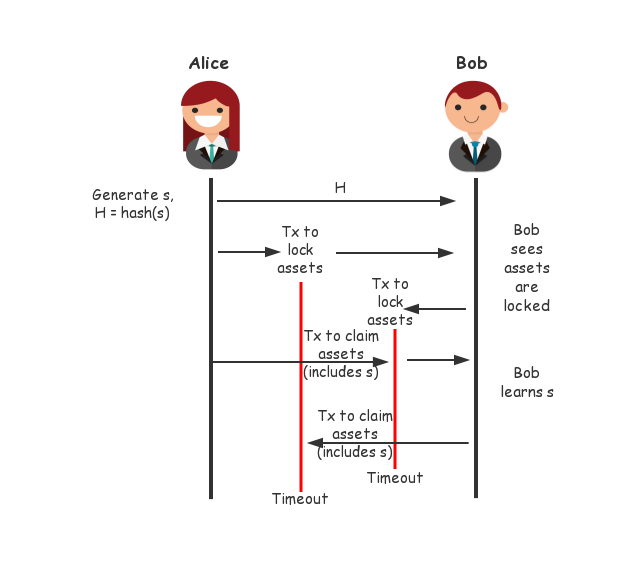 Alice
Bob
Generate s,
H = hash(s)
H
Tx to
lock
assets
Bob
sees
assets
are
locked
Tx to
lock
assets
Tx to claim
assets
(includes s)
Bob
learns s
Tx to claim
assets
(includes s)
Timeout
Timeout